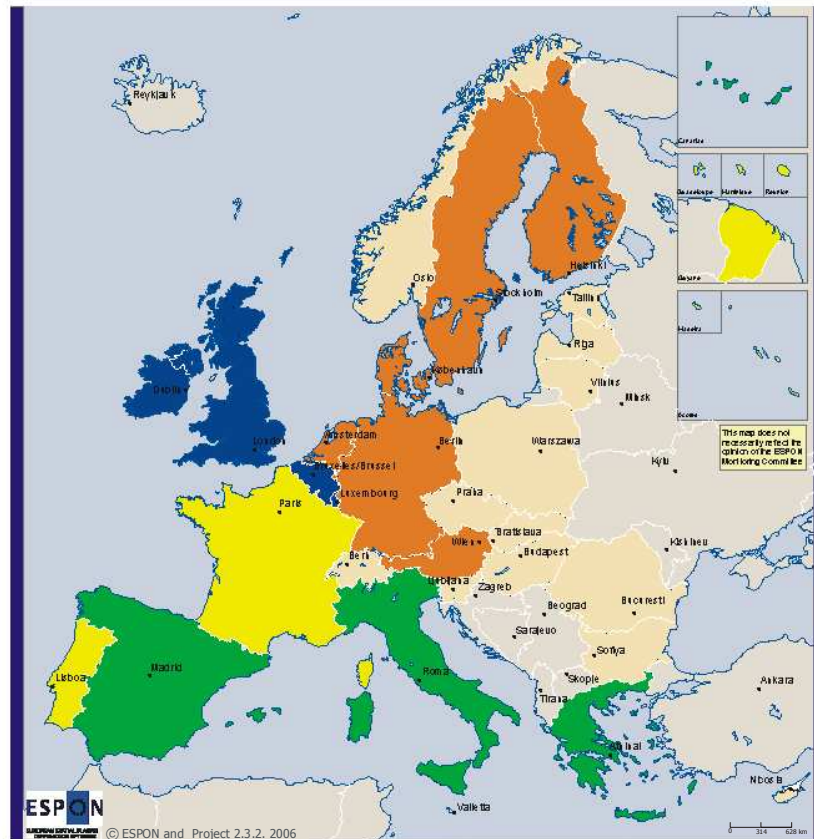 Reykjavik
Canarias
Guadeloupe
Martinique
Reunion
Guyane
Oslo
Helsinki
Stockholm
Tallinn
Madeira
Riga
København
Vilnius
Minsk
Dublin
London
Amsterdam
Berlin
Warszawa
This map does not
necessarily reflect the
opinion of the ESPON
Monitoring Committee
Bruxelles/Brussel
Kyiv
Luxembourg
Praha
Paris
Wien
Bratislava
Budapest
Kishinev
Bern
Ljubljana
Zagreb
Beograd
Bucuresti
Sarajevo
Sofiya
Madrid
Lisboa
Roma
Skopje
Tirana
Ankara
Athinai
Valletta
ESPON
© ESPON and Project 2.3.2. 2006
0 314 628 km